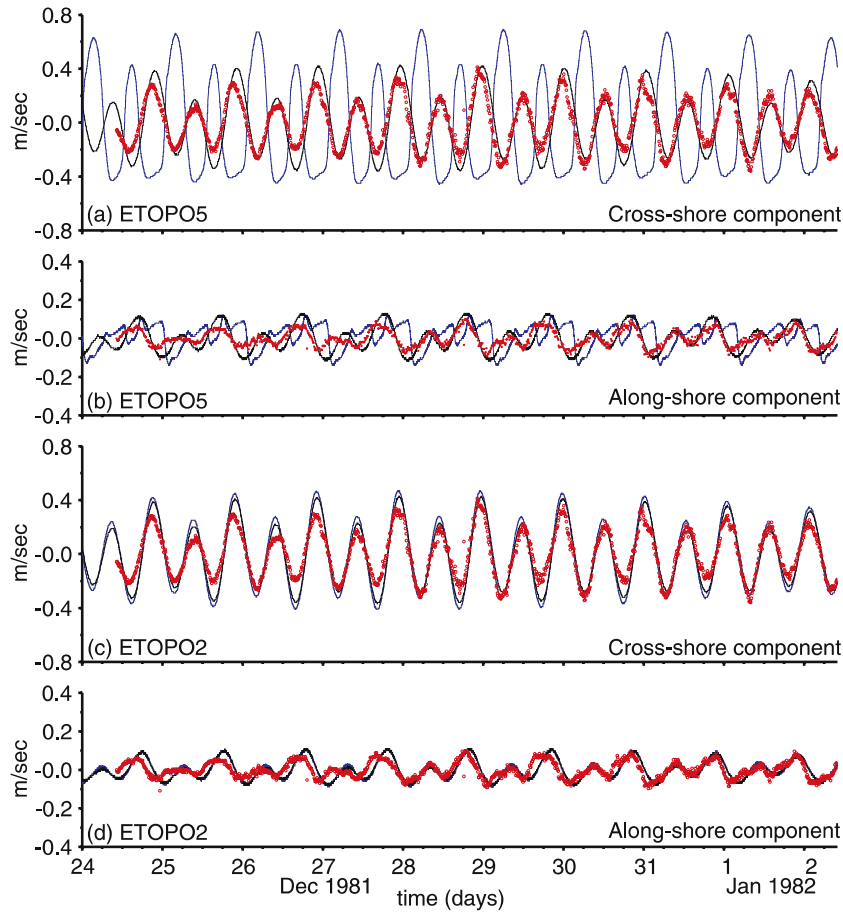 0.8
0.4
-0.0
-0.4
-0.8
m/sec
(a) ETOPO5
Cross-shore component
0.4
0.2
-0.0
-0.2
-0.4
m/sec
(b) ETOPO5
Along-shore component
0.8
0.4
-0.0
-0.4
-0.8
m/sec
(c) ETOPO2
Cross-shore component
0.4
0.2
-0.0
-0.2
-0.4
m/sec
(d) ETOPO2
Along-shore component
24 25 26 27 28 29 30 31 1 2
Dec 1981 time (days) Jan 1982